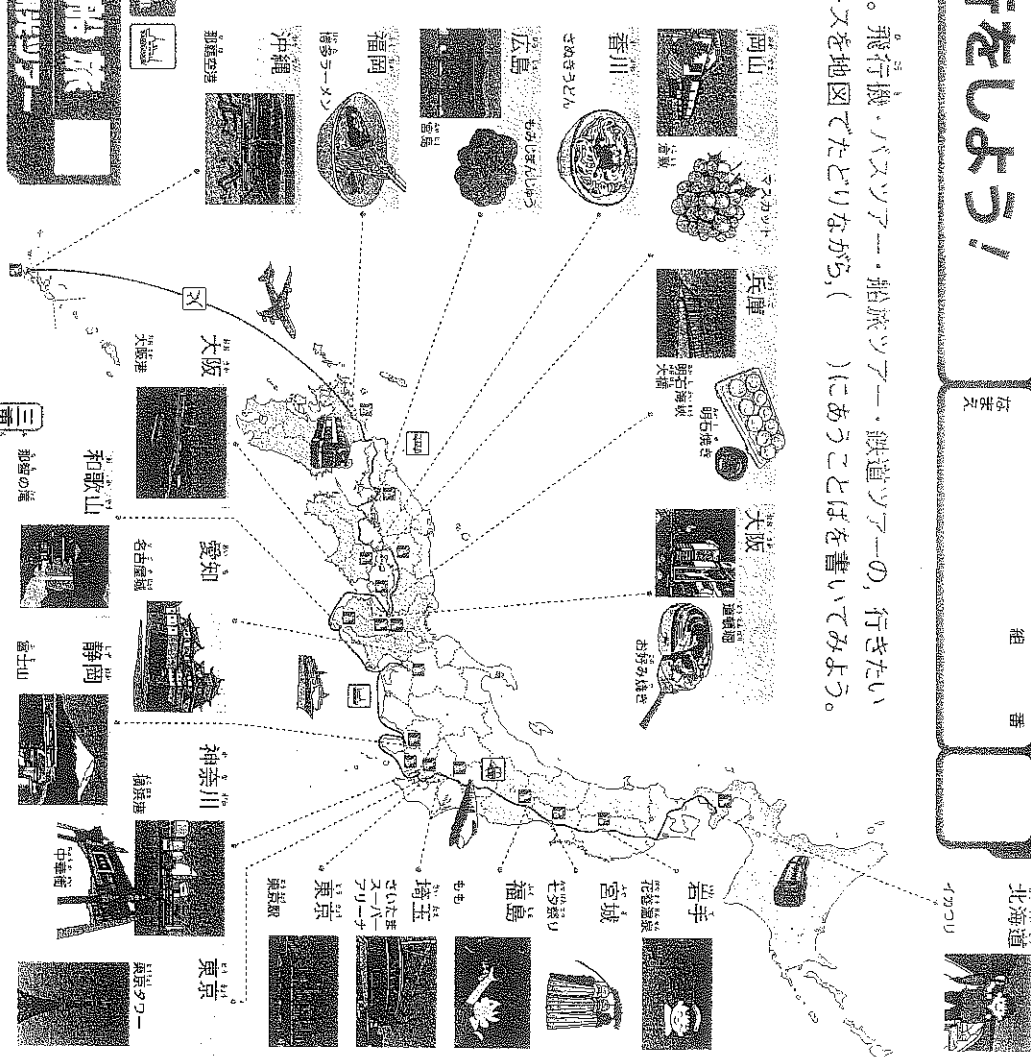 をしよう!
。飛行機・バスツアー・船旅ツアー・鉄道ツアーの,行きたい
スを地図でたどりながら,(　　)にあうことばを書いてみよう。
なまえ
組　番
岡山
倉敷
マスカット
兵庫
明石海峡
大橋
明石焼き
大阪
道頓堀
お好み焼き
香川
さぬきうどん
広島
宮島
もみじまんじゅう
福岡
博多ラーメン
沖縄
那覇空港
大阪
大阪港
和歌山
那智の滝
愛知
名古屋城
静岡
富士山
神奈川
横浜港
中華街
東京
東京タワー
北海道
イカつり
岩手
花巻温泉
宮城
七夕祭り
福島
もも
埼玉
さいたま
スーパー
アリーナ
東京
東京駅
船旅